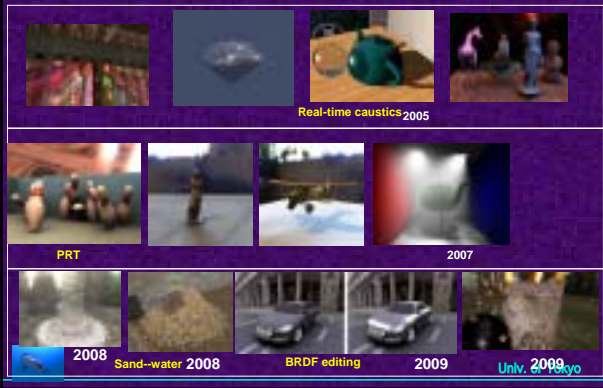 Real-time caustics 2005
PRT 2007
2008 Sand--water 2008 BRDF editing 2009 2009
Univ. of Tokyo